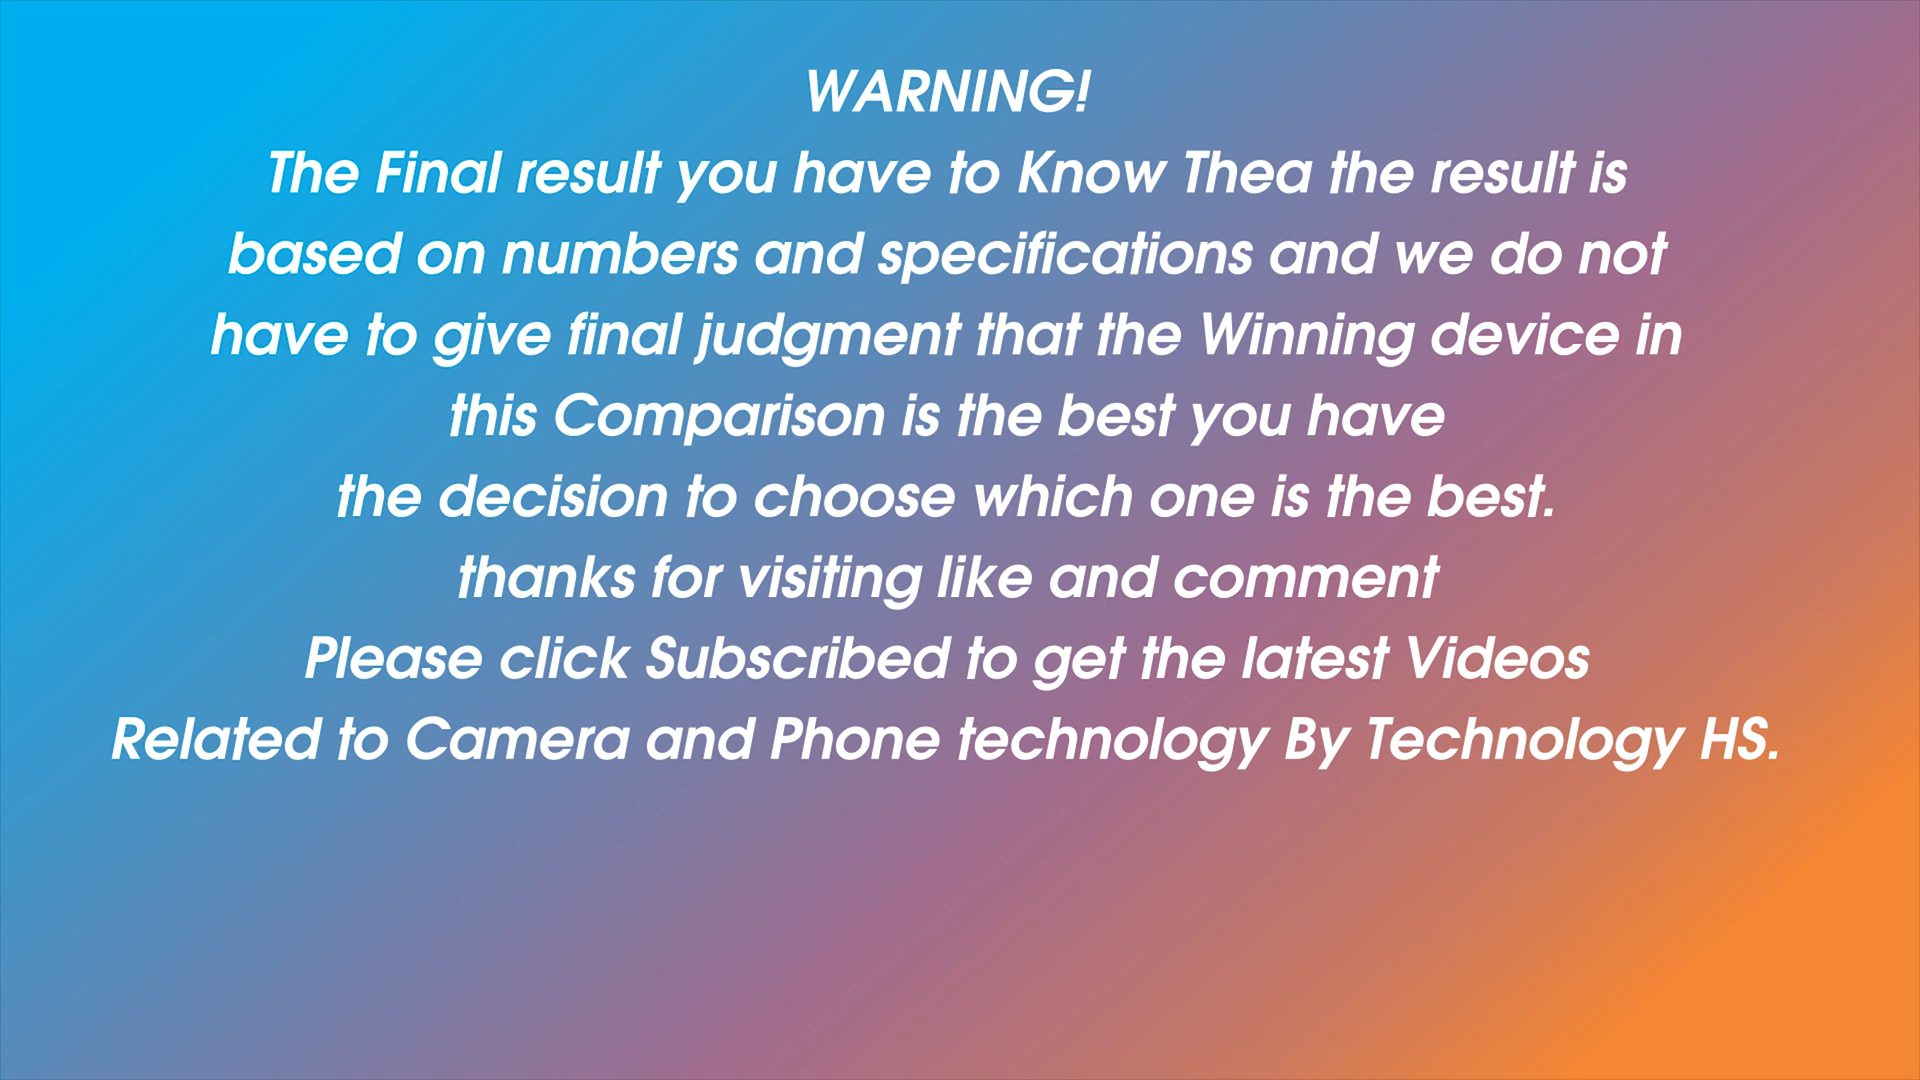 WARNING!
The Final result you have to Know Thea the result is
based on numbers and specifications and we do not
have to give final judgment that the Winning device in
this Comparison is the best you have
the decision to choose which one is the best.
thanks for visiting like and comment
Please click Subscribed to get the latest Videos
Related to Camera and Phone technology By Technology HS.